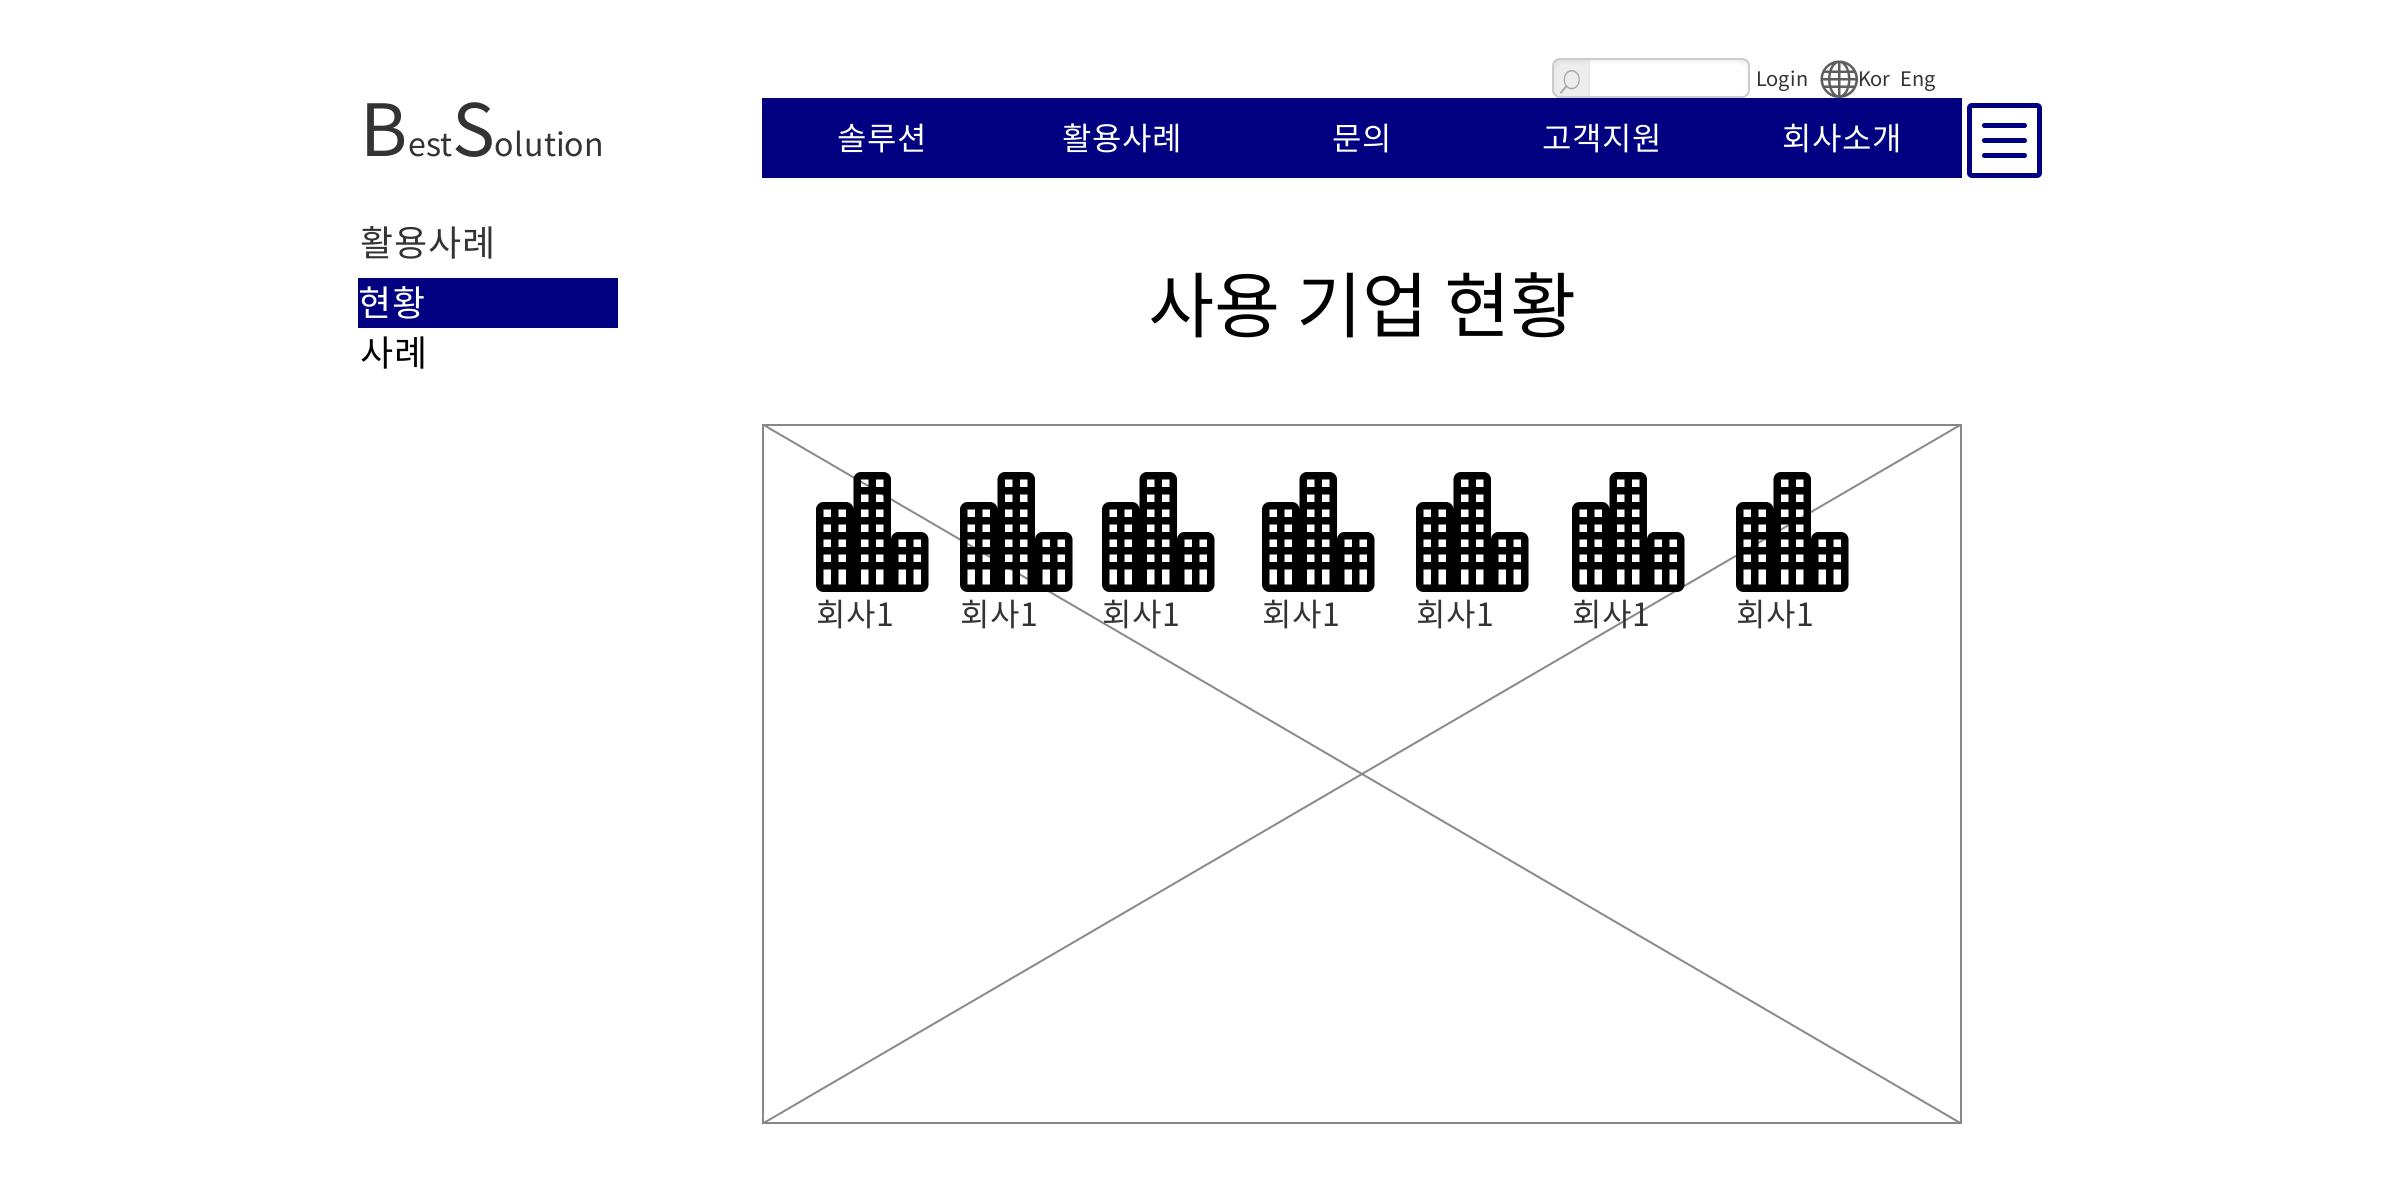 Login Kor Eng
BestSolution
솔루션 활용사례 문의 고객지원 회사소개
활용사례
현황
사례
사용 기업 현황
회사1 회사1 회사1 회사1 회사1 회사1 회사1